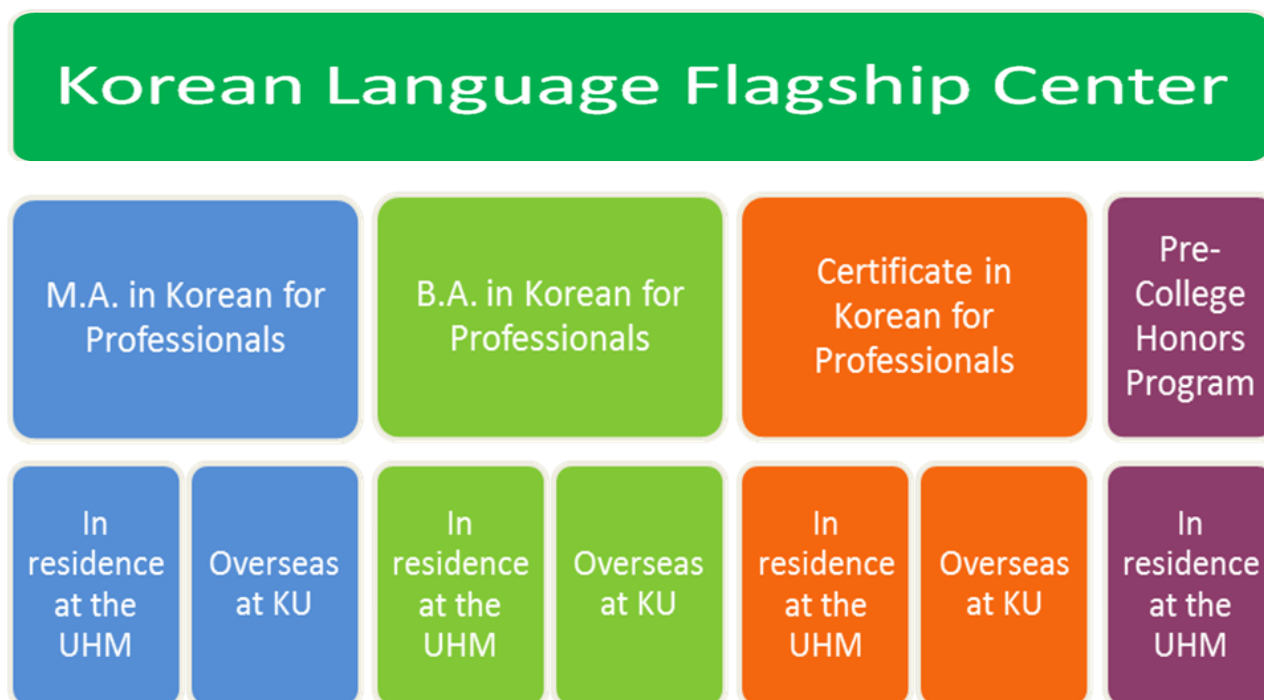 Korean Language Flagship Center
M.A. in Korean for
Professionals
B.A. in Korean for
Professionals
Certificate in
Korean for
Professionals
Pre-
College
Honors
Program
In
residence
at the
UHM
Overseas
at KU
In
residence
at the
UHM
Overseas
at KU
In
residence
at the
UHM
Overseas
at KU
In
residence
at the
UHM